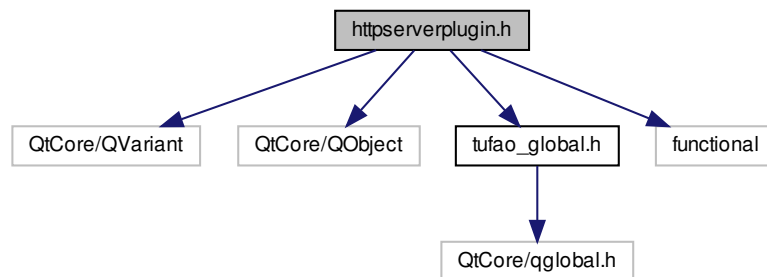 httpserverplugin.h
QtCore/QVariant
QtCore/QObject
tufao_global.h
functional
QtCore/qglobal.h